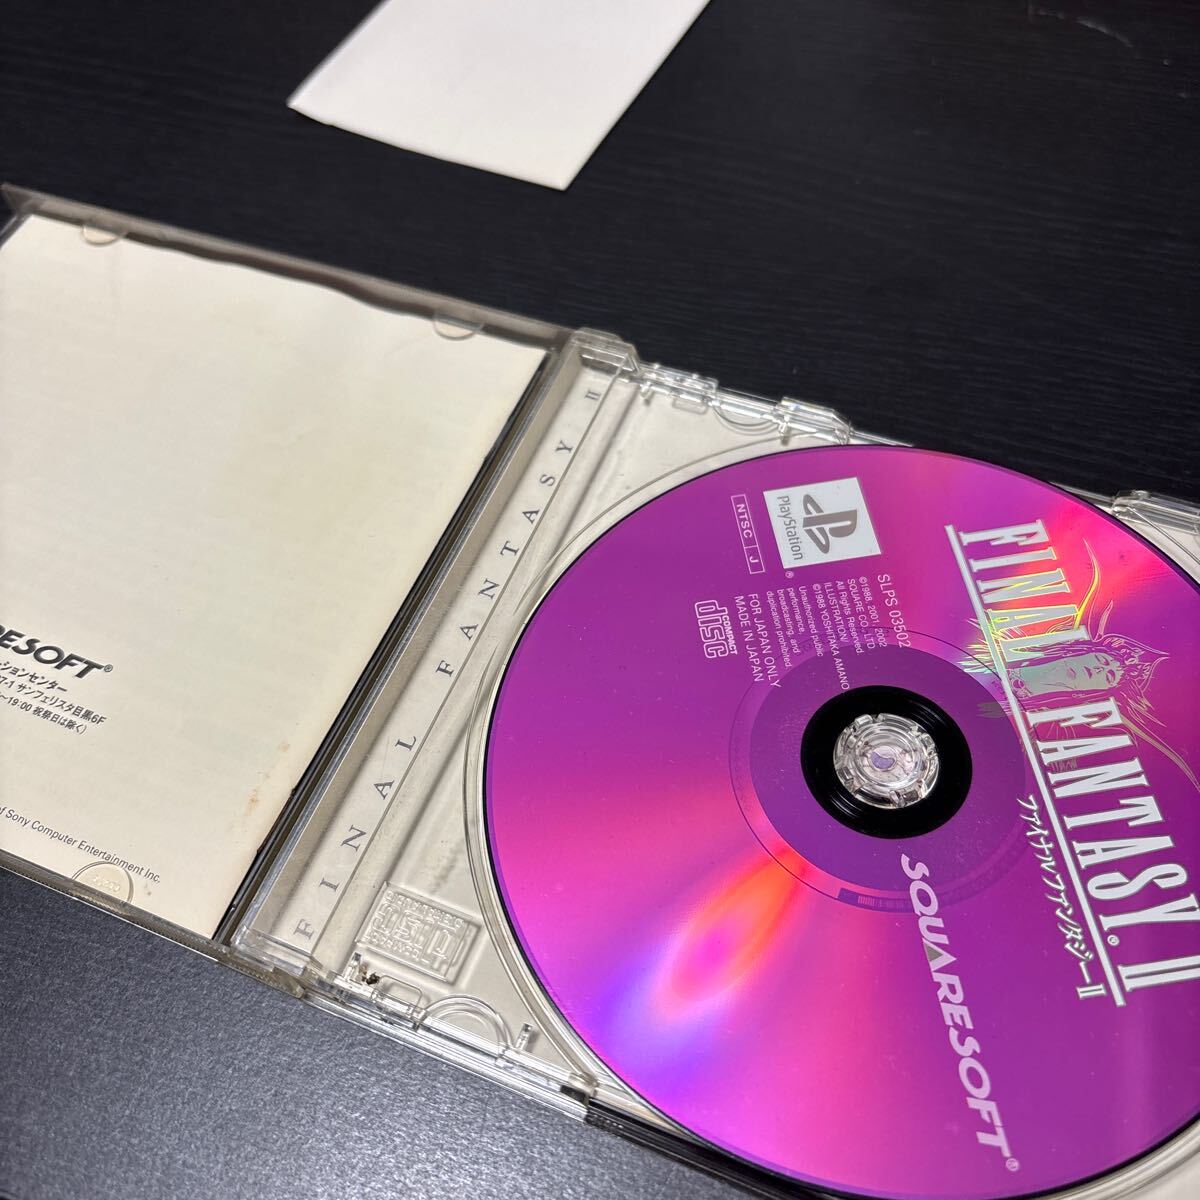 RESOFT®
ションセンター
7-1 サンフェリスタ目黒6F
～19:00 祝祭日は除く）
of Sony Computer Entertainment Inc.
FINAL FANTASY II
COMPACT
disc
PlayStation®
NTSC J
SLPS 03502
©1988, 2001, 2002
SQUARE CO., LTD
All Rights Reserved.
ILLUSTRATION/
©1988 YOSHITAKA AMANO
Unauthorized public
performance,
broadcasting, and
duplication prohibited.
FOR JAPAN ONLY
MADE IN JAPAN
COMPACT
disc
FINAL FANTASY® II
ファイナルファンタジーII
SQUARESOFT®